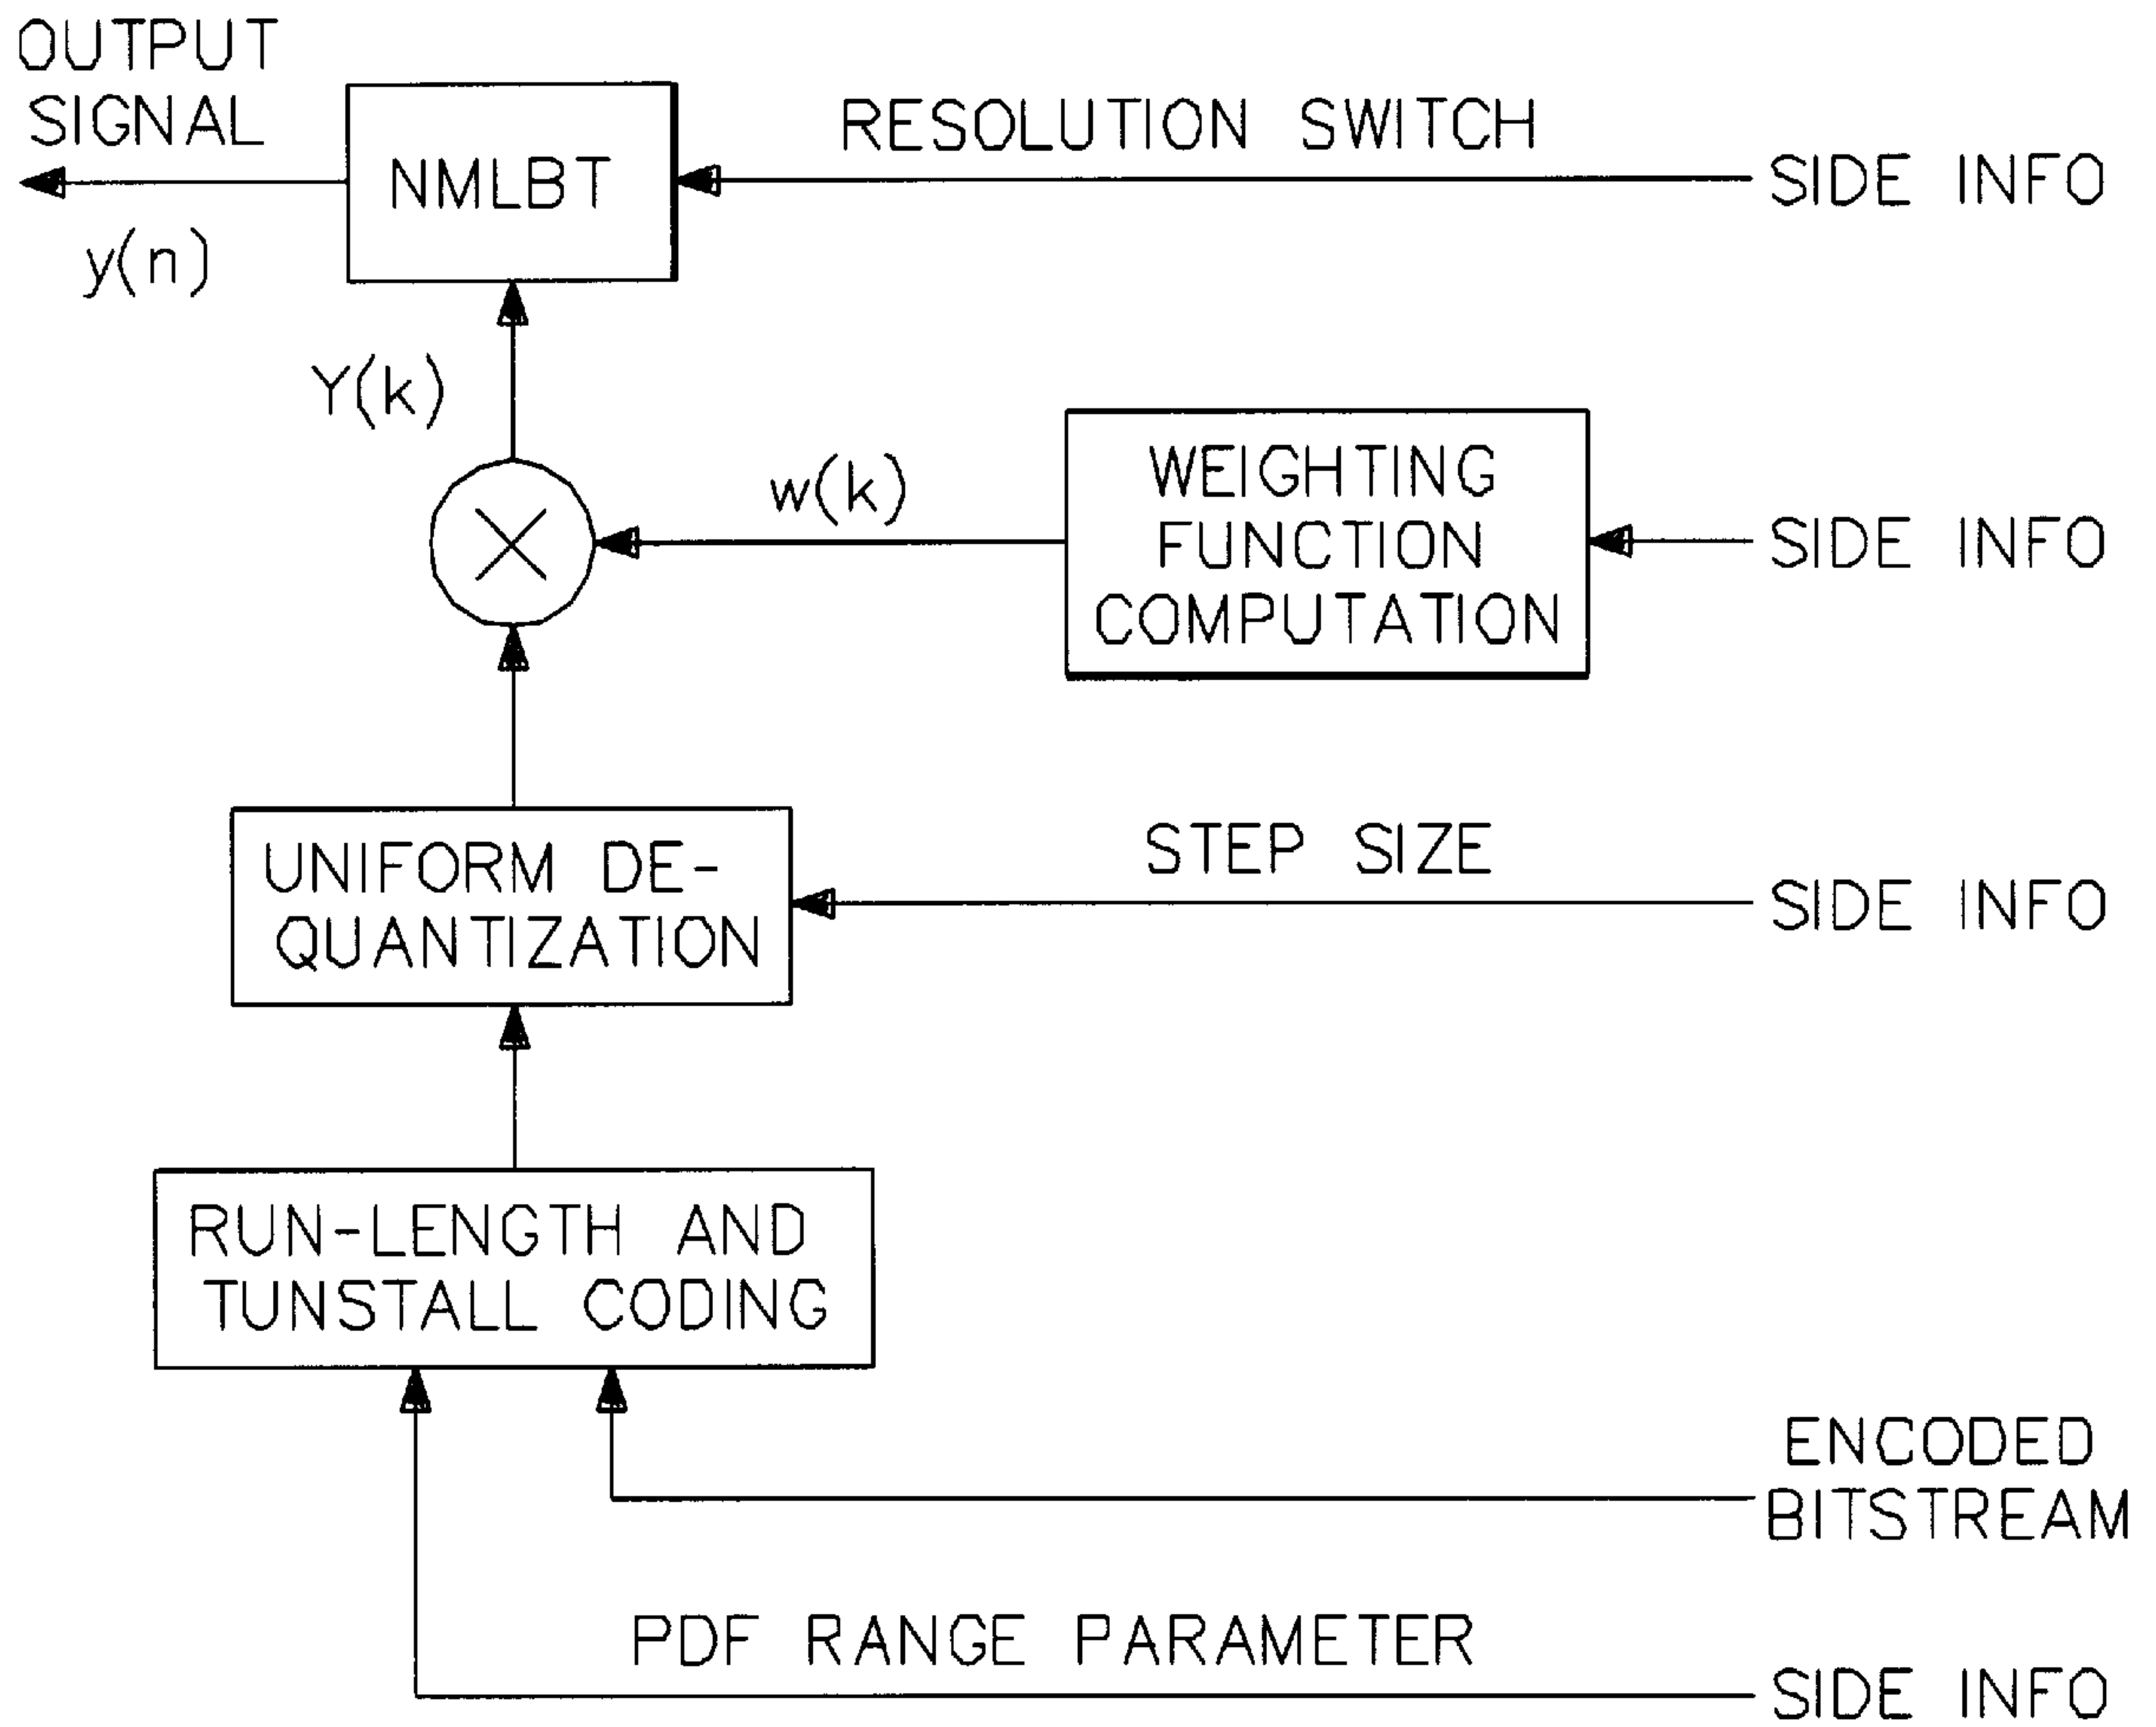 OUTPUT
SIGNAL
y(n)
NMLBT
RESOLUTION SWITCH
SIDE INFO
Y(k)
w(k)
WEIGHTING
FUNCTION
COMPUTATION
SIDE INFO
UNIFORM DE-
QUANTIZATION
STEP SIZE
SIDE INFO
RUN-LENGTH AND
TUNSTALL CODING
ENCODED
BITSTREAM
PDF RANGE PARAMETER
SIDE INFO